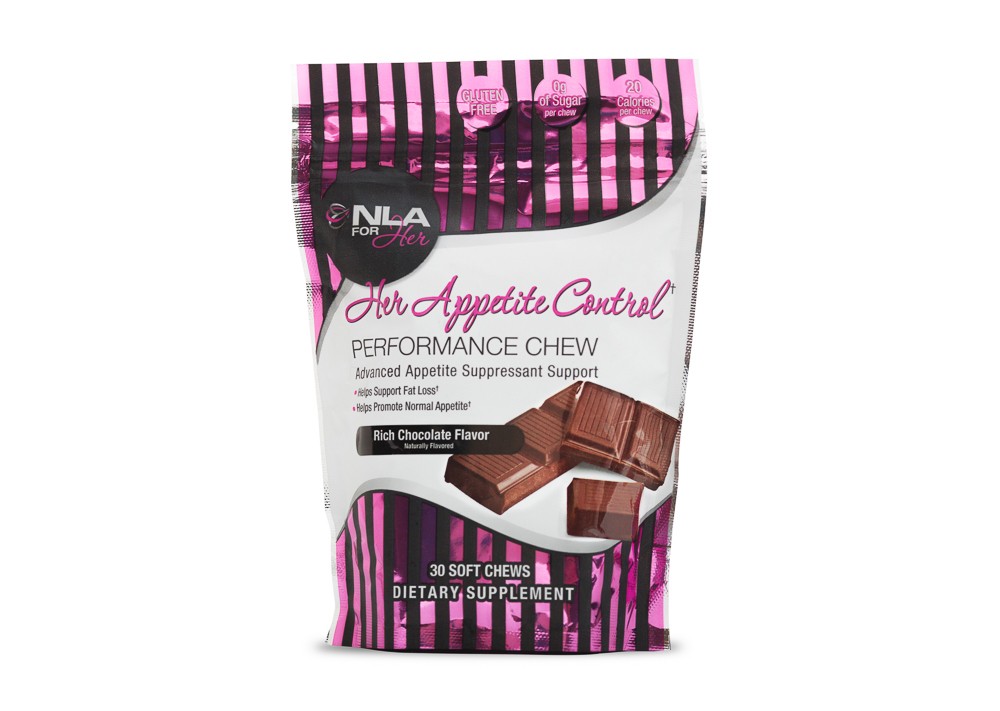 GLUTEN
FREE
0g
of Sugar
per chew
20
Calories
per chew
NLA
FOR Her
Her Appetite Control†
PERFORMANCE CHEW
Advanced Appetite Suppressant Support
• Helps Support Fat Loss†
• Helps Promote Normal Appetite†
Rich Chocolate Flavor
Naturally Flavored
30 SOFT CHEWS
DIETARY SUPPLEMENT